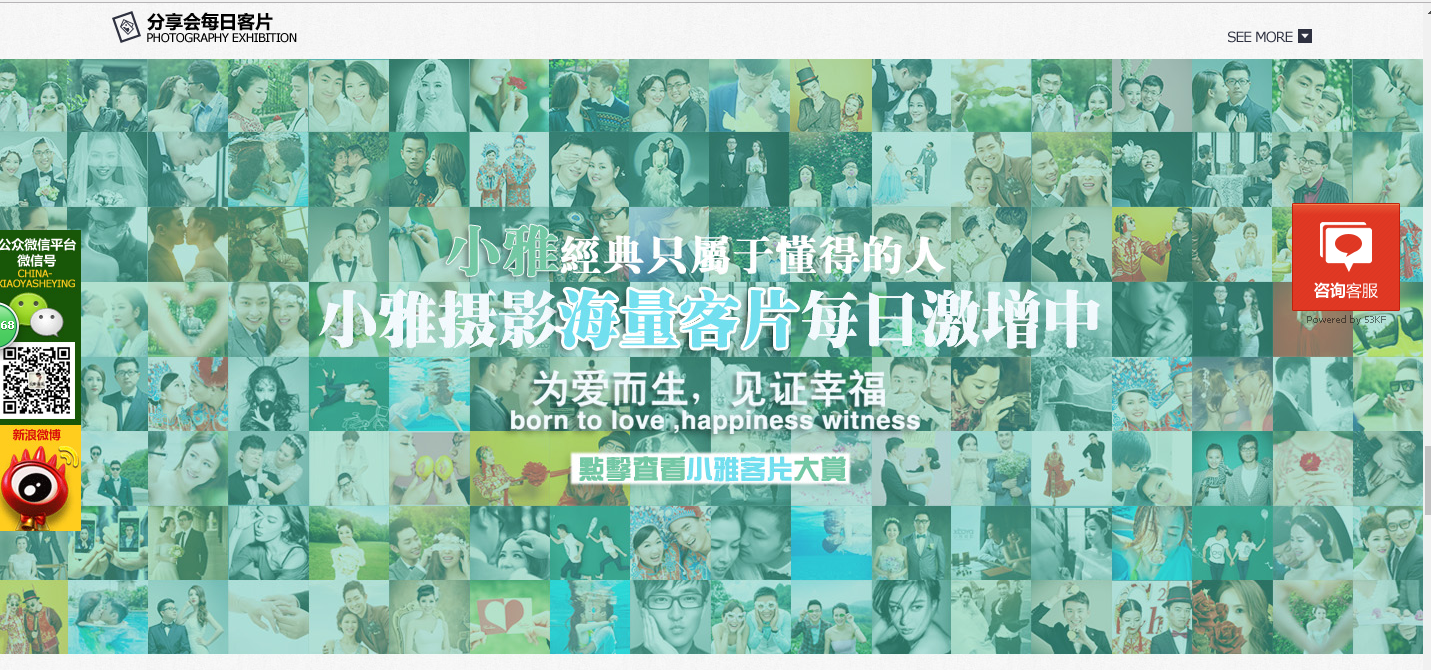 分享会每日客片
PHOTOGRAPHY EXHIBITION
SEE MORE
小雅經典只屬于懂得的人
小雅摄影海量客片每日激增中
为爱而生，见证幸福
born to love ,happiness witness
點擊查看小雅客片大賞
公众微信平台
微信号
CHINA-
XIAOYASHEYING
68
新浪微博
咨询客服
Powered by 53KF